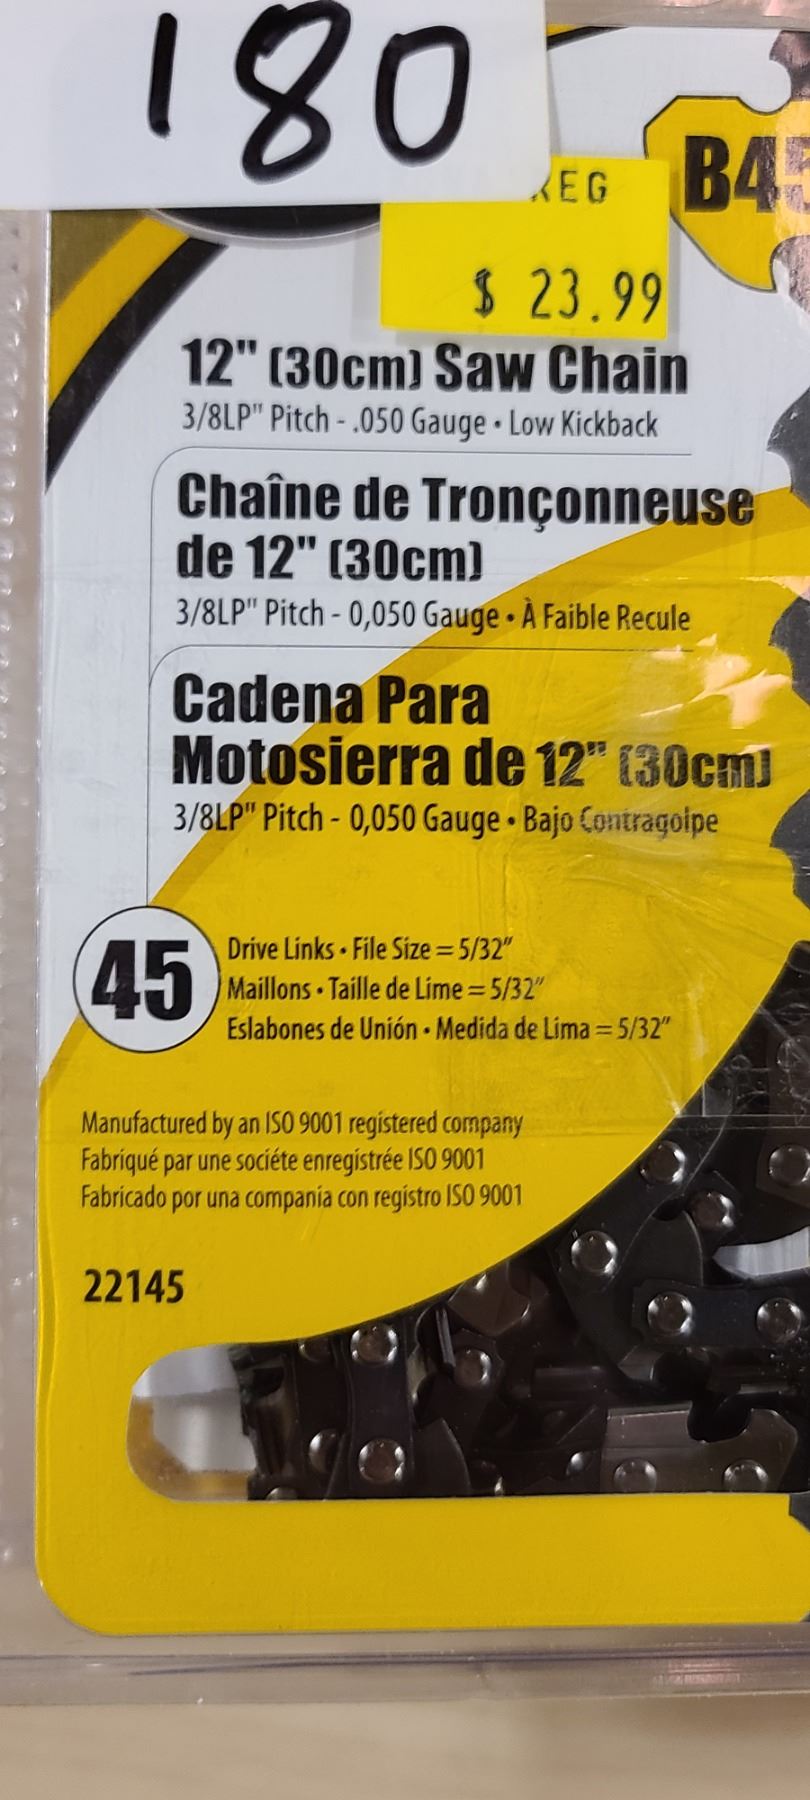 180
REG
B45
$ 23.99
12" (30cm) Saw Chain
3/8LP" Pitch - .050 Gauge • Low Kickback
Chaîne de Tronçonneuse
de 12" (30cm)
3/8LP" Pitch - 0,050 Gauge • À Faible Recule
Cadena Para
Motosierra de 12" (30cm)
3/8LP" Pitch - 0,050 Gauge • Bajo Contragolpe
45
Drive Links • File Size = 5/32"
Maillons • Taille de Lime = 5/32"
Eslabones de Unión • Medida de Lima = 5/32"
Manufactured by an ISO 9001 registered company
Fabriqué par une sociéte enregistrée ISO 9001
Fabricado por una compania con registro ISO 9001
22145